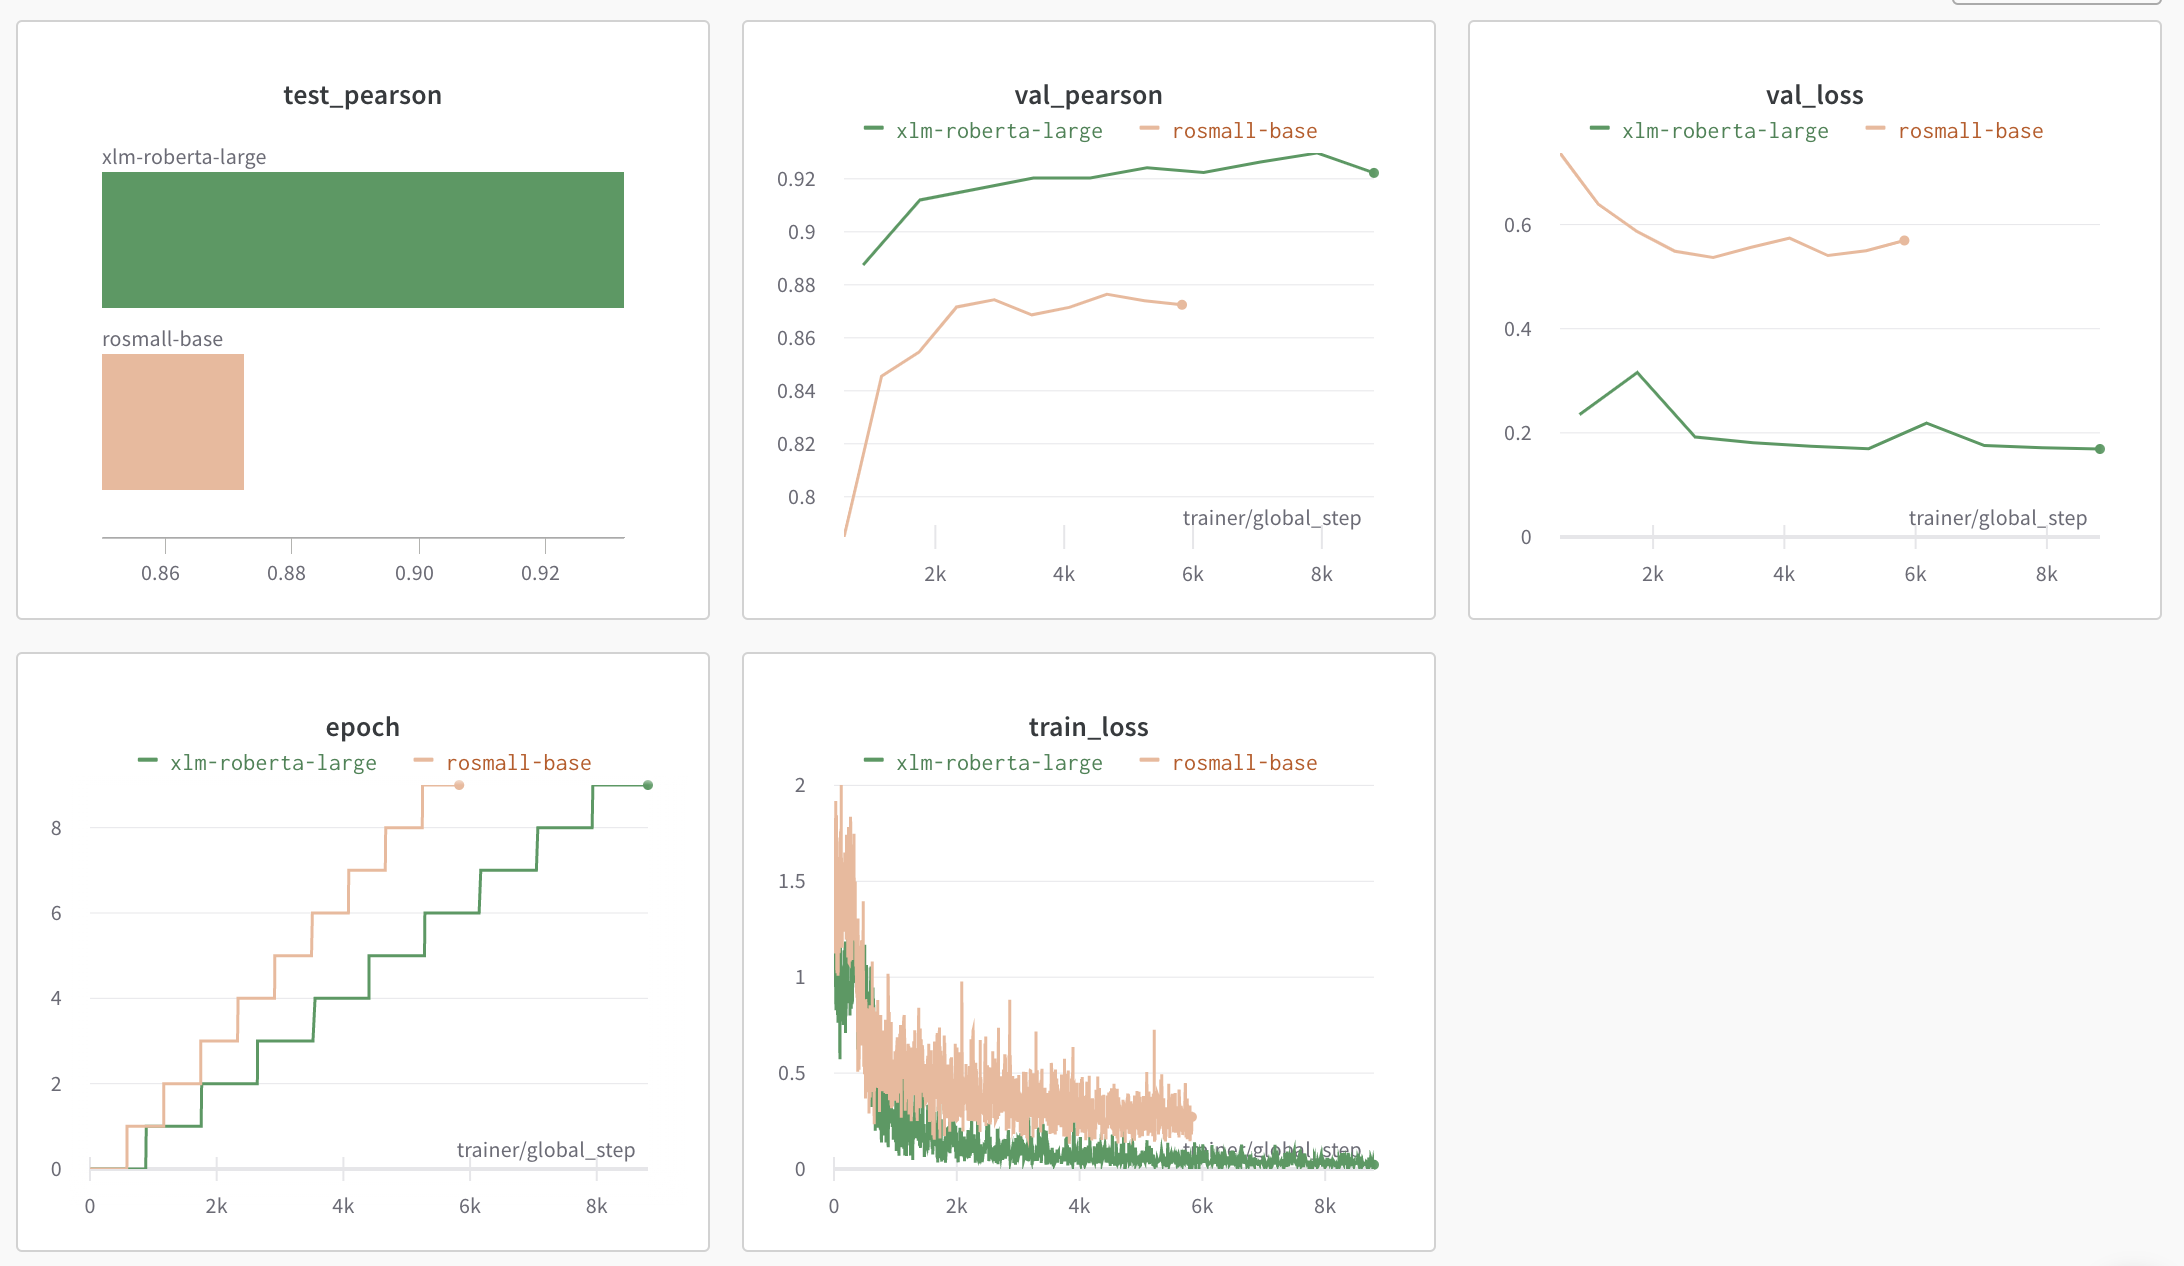 test_pearson
xlm-roberta-large
rosmall-base
0.86 0.88 0.90 0.92
val_pearson
xlm-roberta-large rosmall-base
0.92
0.9
0.88
0.86
0.84
0.82
0.8
trainer/global_step
2k 4k 6k 8k
val_loss
xlm-roberta-large rosmall-base
0.6
0.4
0.2
0
trainer/global_step
2k 4k 6k 8k
epoch
xlm-roberta-large rosmall-base
8
6
4
2
0
trainer/global_step
0 2k 4k 6k 8k
train_loss
xlm-roberta-large rosmall-base
2
1.5
1
0.5
0
trainer/global_step
0 2k 4k 6k 8k